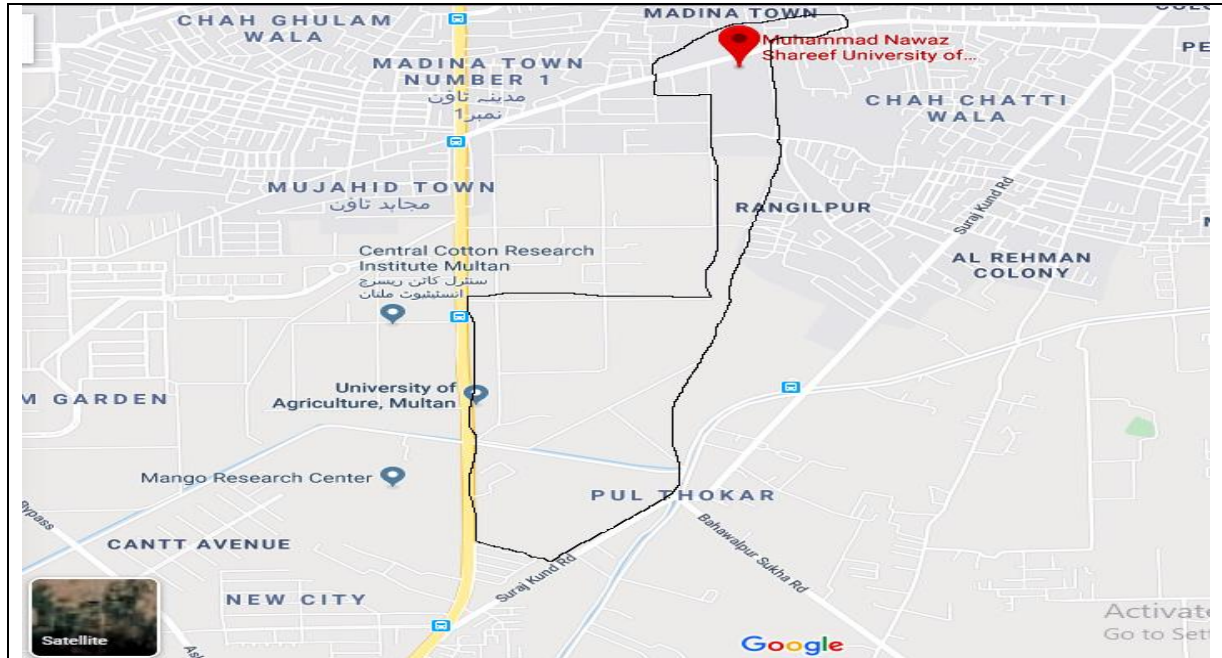 CHAH GHULAM
WALA
MADINA TOWN
Muhammad Nawaz
Shareef University of...
MADINA TOWN
NUMBER 1
مدینہ ٹاؤن
نمبر1
CHAH CHATTI
WALA
MUJAHID TOWN
مجاہد ٹاؤن
RANGILPUR
Suraj Kund Rd
Central Cotton Research
Institute Multan
سنٹرل کاٹن ریسرچ
انسٹیٹیوٹ ملتان
AL REHMAN
COLONY
M GARDEN
University of
Agriculture, Multan
Mango Research Center
PUL THOKAR
Bypass
CANTT AVENUE
Bahawalpur Sukha Rd
Suraj Kund Rd
NEW CITY
Satellite
Google
Activate
Go to Sett